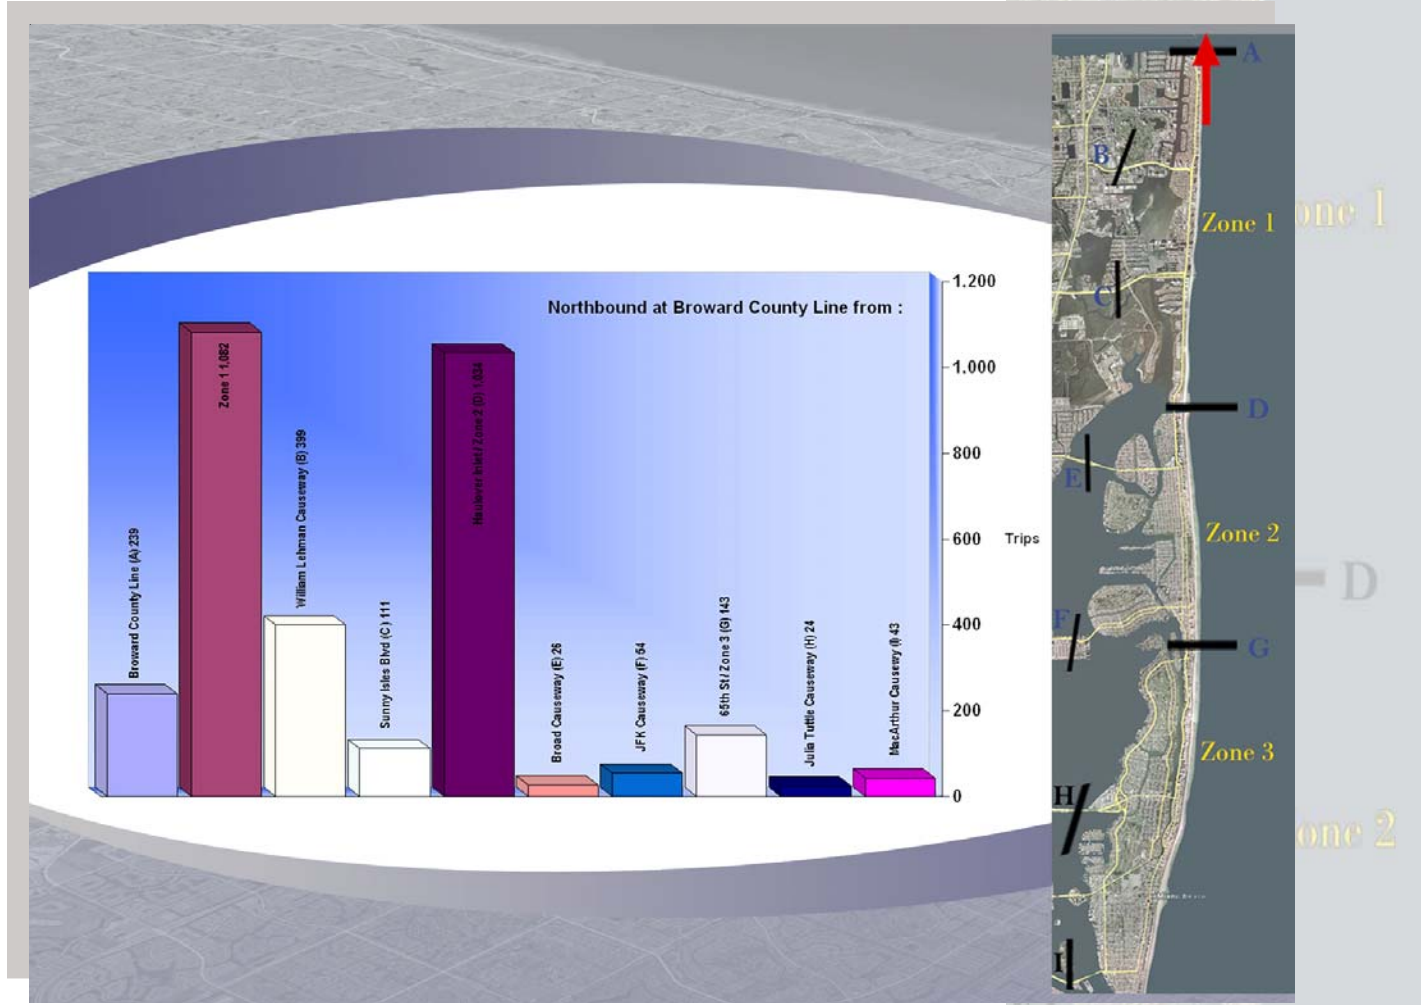 Northbound at Broward County Line from :
Broward County Line (A) 239
Zone 1 1,082
William Lehman Causeway (B) 399
Sunny Isles Blvd (C ) 111
Haulover Inlet / Zone 2 (D) 1,034
Broad Causeway (E) 26
JFK Causeway (F) 54
65th St / Zone 3 (G) 143
Julia Tuttle Causeway (H) 24
MacArthur Causewy (I) 43
1,200
1,000
800
600
400
200
0
Trips
A
B
Zone 1
C
D
E
Zone 2
F
G
Zone 3
H
I
one 1
D
one 2